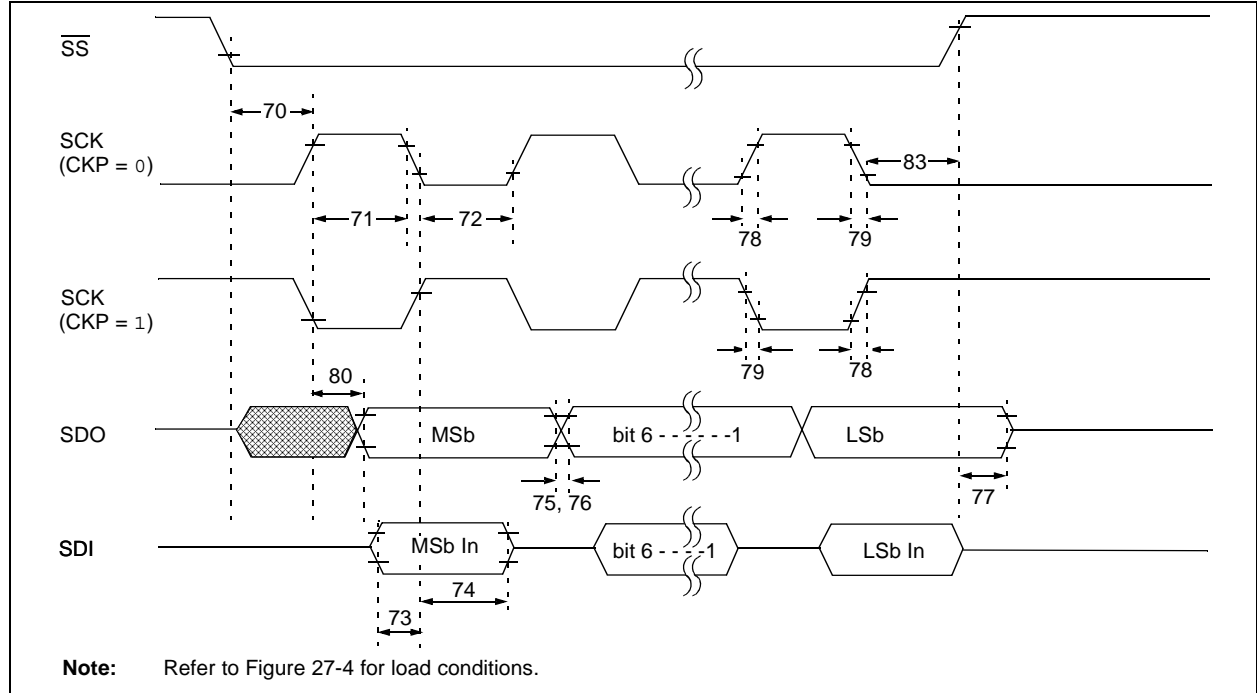 SS
70
SCK
(CKP = 0)
83
71
72
78
79
SCK
(CKP = 1)
79
78
80
SDO
MSb
bit 6 - - - - - -1
LSb
75, 76
77
SDI
MSb In
bit 6 - - - -1
LSb In
74
73
Note: Refer to Figure 27-4 for load conditions.